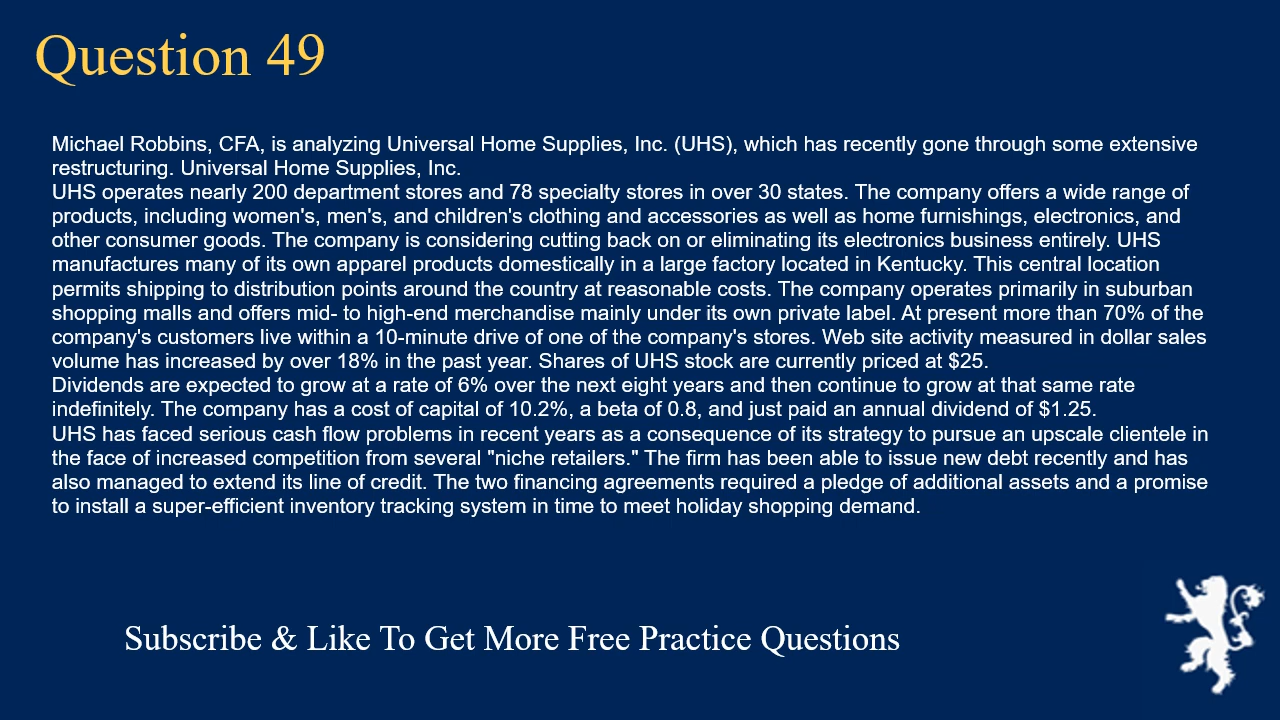 Question 49
Michael Robbins, CFA, is analyzing Universal Home Supplies, Inc. (UHS), which has recently gone through some extensive
restructuring. Universal Home Supplies, Inc.
UHS operates nearly 200 department stores and 78 specialty stores in over 30 states. The company offers a wide range of
products, including women's, men's, and children's clothing and accessories as well as home furnishings, electronics, and
other consumer goods. The company is considering cutting back on or eliminating its electronics business entirely. UHS
manufactures many of its own apparel products domestically in a large factory located in Kentucky. This central location
permits shipping to distribution points around the country at reasonable costs. The company operates primarily in suburban
shopping malls and offers mid- to high-end merchandise mainly under its own private label. At present more than 70% of the
company's customers live within a 10-minute drive of one of the company's stores. Web site activity measured in dollar sales
volume has increased by over 18% in the past year. Shares of UHS stock are currently priced at $25.
Dividends are expected to grow at a rate of 6% over the next eight years and then continue to grow at that same rate
indefinitely. The company has a cost of capital of 10.2%, a beta of 0.8, and just paid an annual dividend of $1.25.
UHS has faced serious cash flow problems in recent years as a consequence of its strategy to pursue an upscale clientele in
the face of increased competition from several "niche retailers." The firm has been able to issue new debt recently and has
also managed to extend its line of credit. The two financing agreements required a pledge of additional assets and a promise
to install a super-efficient inventory tracking system in time to meet holiday shopping demand.
Subscribe & Like To Get More Free Practice Questions